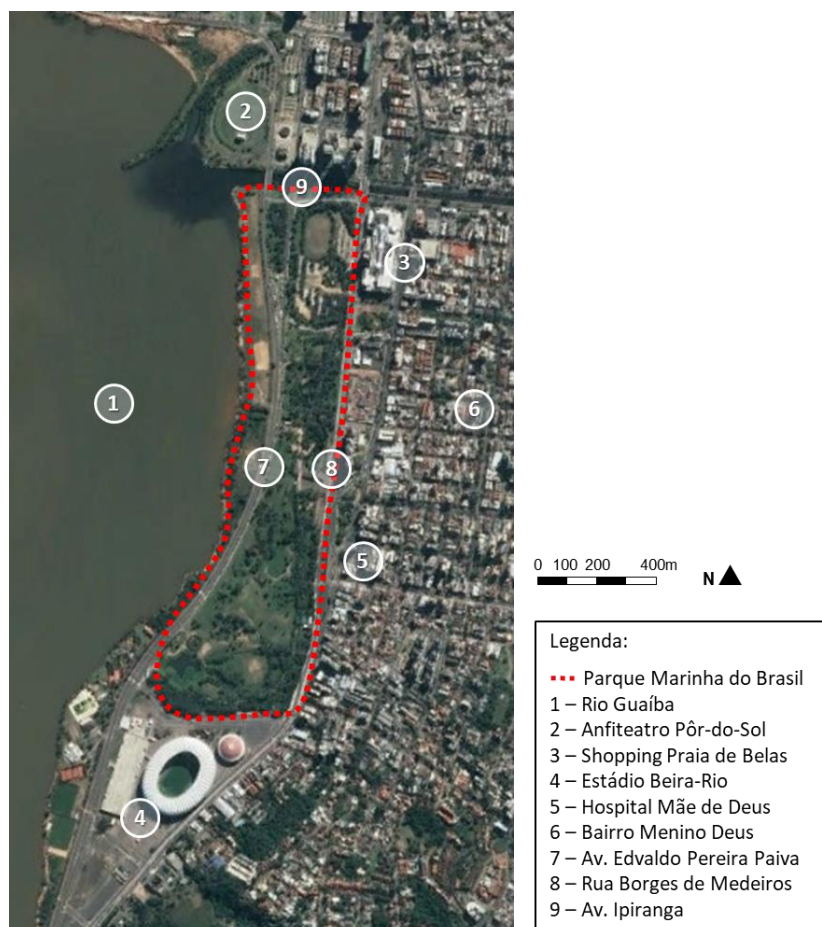 2
9
3
1
6
7
8
5
4
0 100 200 400m
N
Legenda:
Parque Marinha do Brasil
1 – Rio Guaíba
2 – Anfiteatro Pôr-do-Sol
3 – Shopping Praia de Belas
4 – Estádio Beira-Rio
5 – Hospital Mãe de Deus
6 – Bairro Menino Deus
7 – Av. Edvaldo Pereira Paiva
8 – Rua Borges de Medeiros
9 – Av. Ipiranga